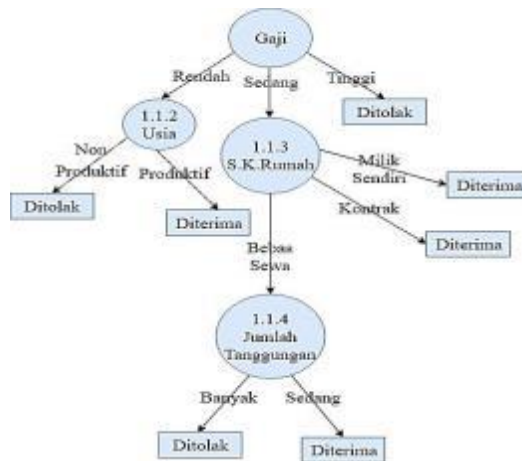 Gaji
Rendah
Sedang
Tinggi
Ditolak
1.1.2
Usia
1.1.3
S.K.Rumah
Non
Produktif
Produktif
Milik
Sendiri
Diterima
Kontrak
Ditolak
Diterima
Diterima
Bebas
Sewa
1.1.4
Jumlah
Tanggungan
Banyak
Sedang
Ditolak
Diterima